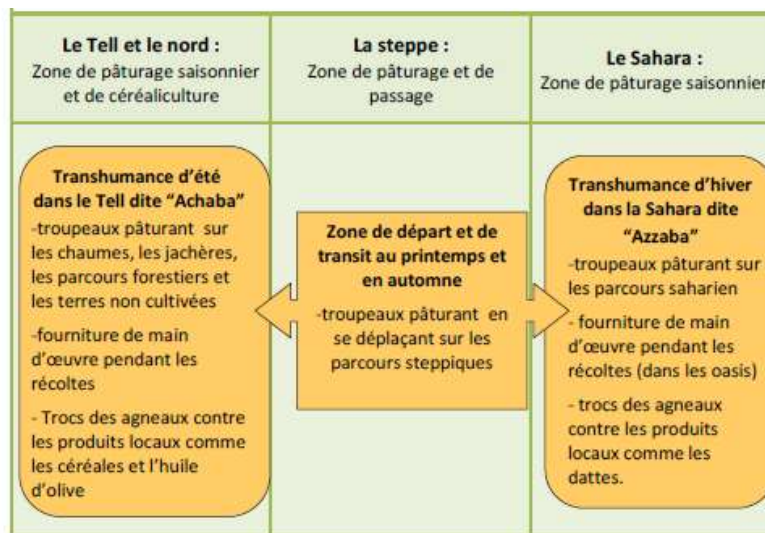 Le Tell et le nord :
Zone de pâturage saisonnier
et de céréaliculture
La steppe :
Zone de pâturage et de
passage
Le Sahara :
Zone de pâturage saisonnier
Transhumance d’été
dans le Tell dite “Achaba”
-troupeaux pâturant sur
les chaumes, les jachères,
les parcours forestiers et
les terres non cultivées
-fourniture de main
d’œuvre pendant les
récoltes
- Trocs des agneaux contre
les produits locaux comme
les céréales et l’huile
d’olive
Zone de départ et de
transit au printemps et
en automne
-troupeaux pâturant en
se déplaçant sur les
parcours steppiques
Transhumance d’hiver
dans la Sahara dite
“Azzaba”
-troupeaux pâturant sur
les parcours saharien
- fourniture de main
d’œuvre pendant les
récoltes (dans les oasis)
- trocs des agneaux
contre les produits
locaux comme les
dattes.